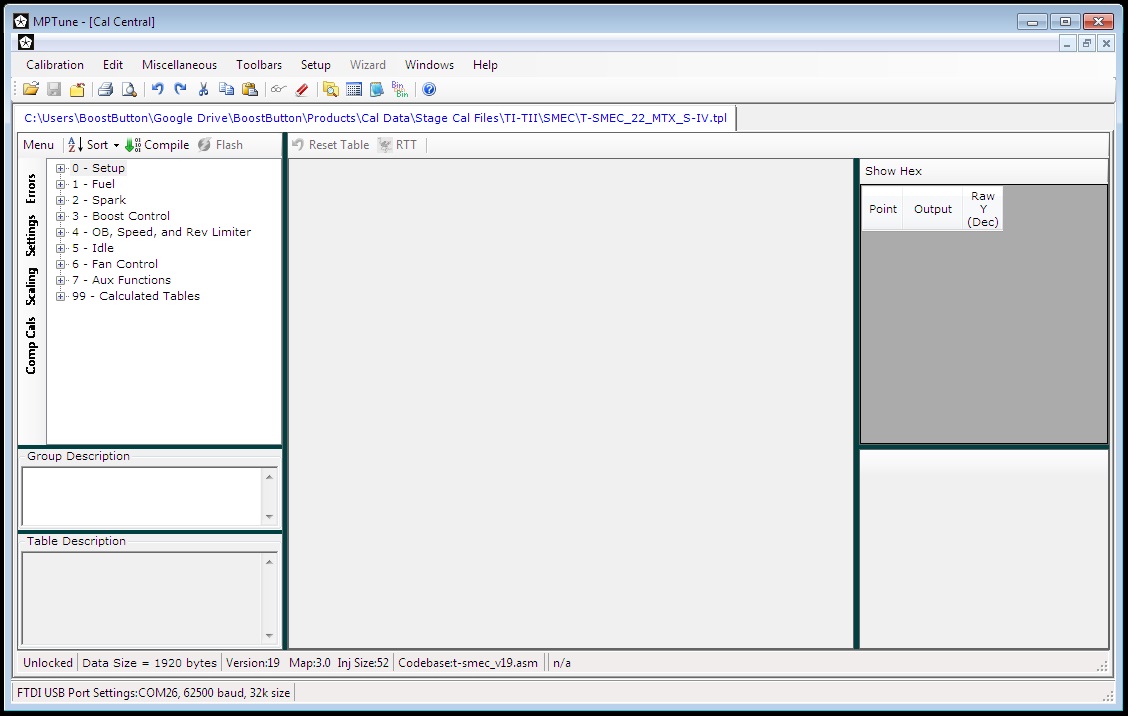 MPTune - [Cal Central]
Calibration Edit Miscellaneous Toolbars Setup Wizard Windows Help
Bin Bin
C:\Users\BoostButton\Google Drive\BoostButton\Products\Cal Data\Stage Cal Files\TI-TII\SMEC\T-SMEC_22_MTX_S-IV.tpl
Menu Sort Compile Flash
Reset Table RTT
Errors
Settings
Scaling
Comp Cals
0 - Setup
1 - Fuel
2 - Spark
3 - Boost Control
4 - OB, Speed, and Rev Limiter
5 - Idle
6 - Fan Control
7 - Aux Functions
99 - Calculated Tables
Show Hex
Point Output Raw
Y
(Dec)
Group Description
Table Description
Unlocked Data Size = 1920 bytes Version:19 Map:3.0 Inj Size:52 Codebase:t-smec_v19.asm n/a
FTDI USB Port Settings:COM26, 62500 baud, 32k size